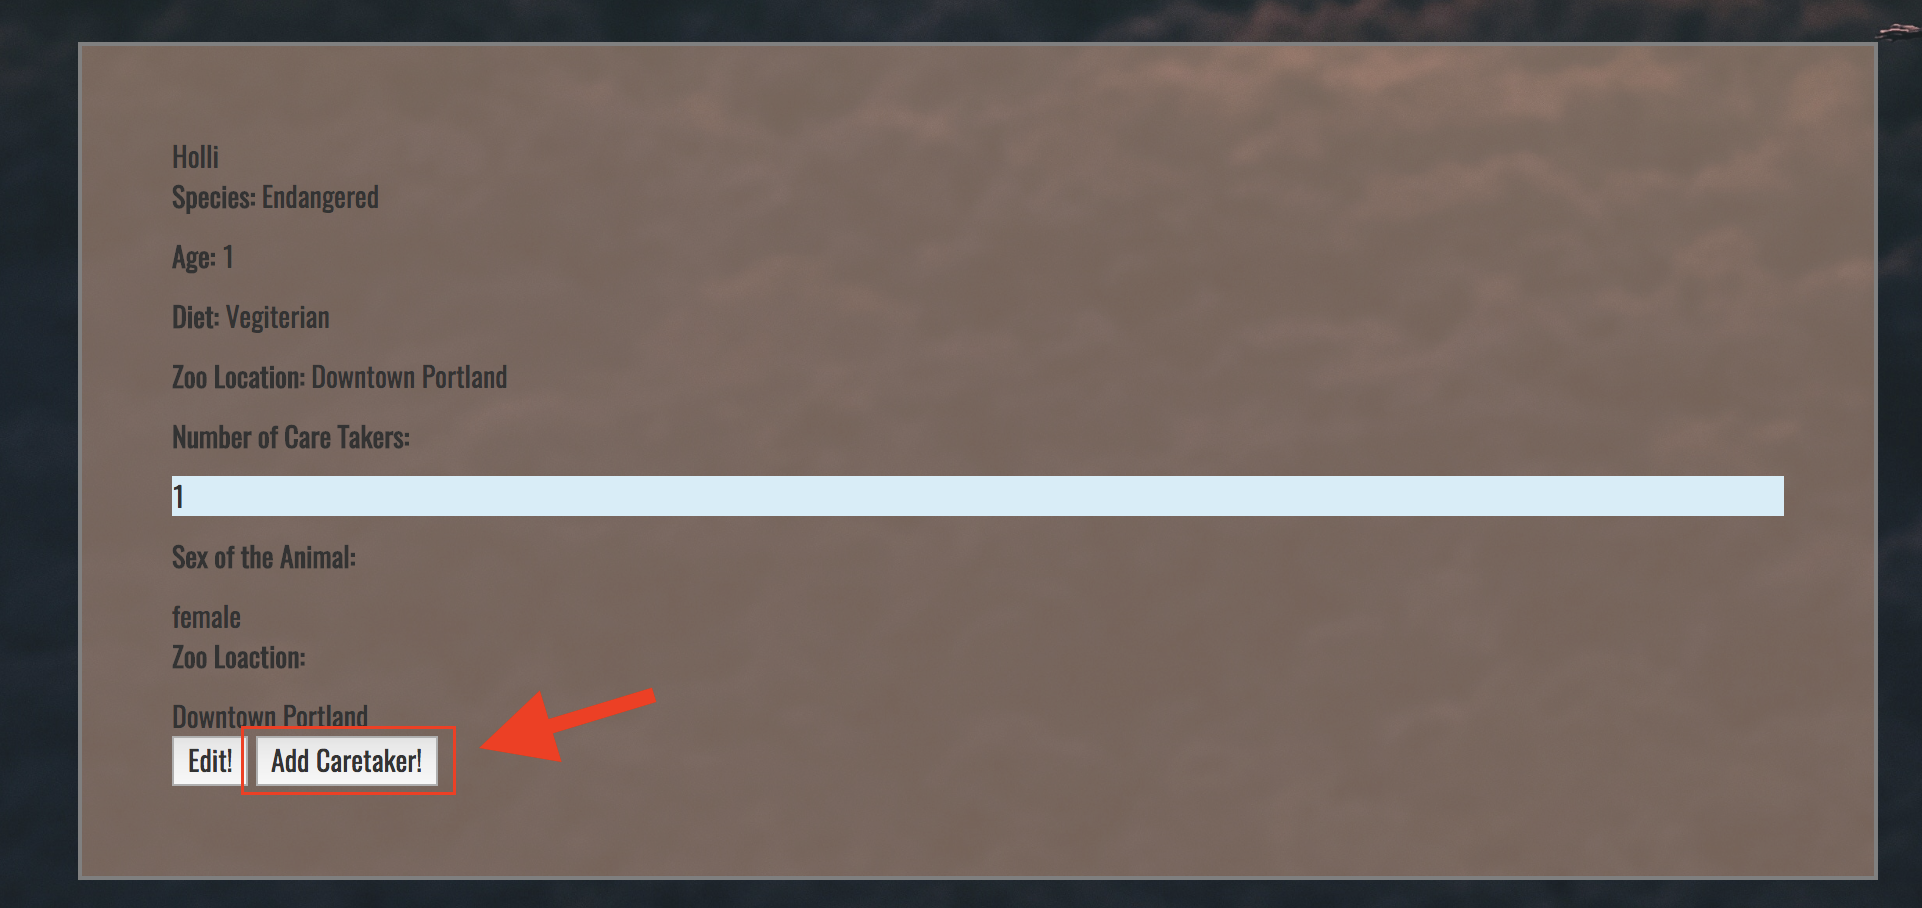 Holli
Species: Endangered
Age: 1
Diet: Vegiterian
Zoo Location: Downtown Portland
Number of Care Takers:
1
Sex of the Animal:
female
Zoo Loaction:
Downtown Portland
Edit! Add Caretaker!